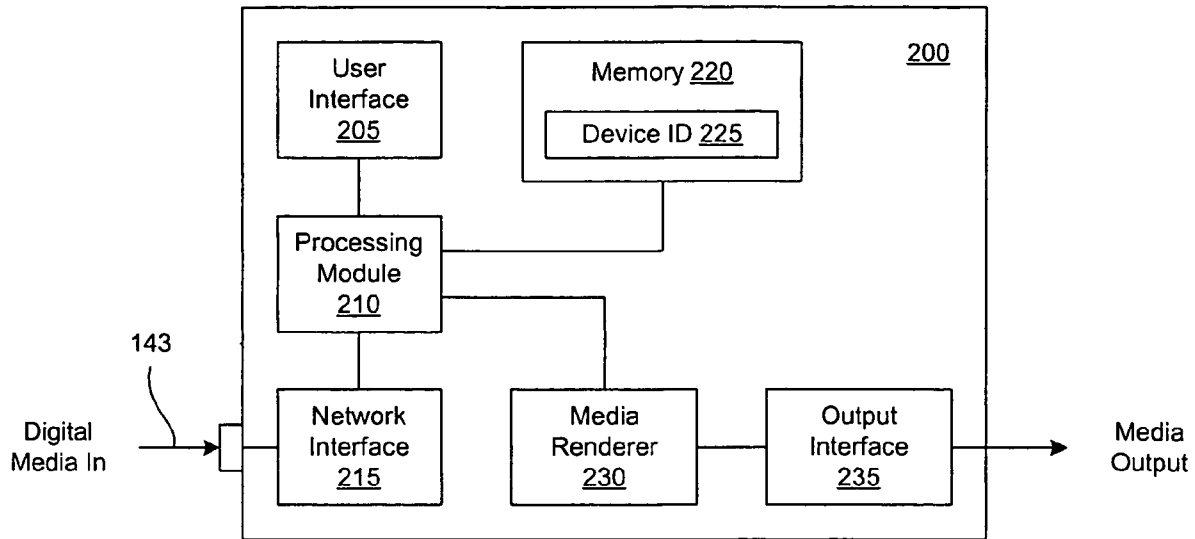 200
User
Interface
205
Memory 220
Device ID 225
Processing
Module
210
143
Digital
Media In
Network
Interface
215
Media
Renderer
230
Output
Interface
235
Media
Output